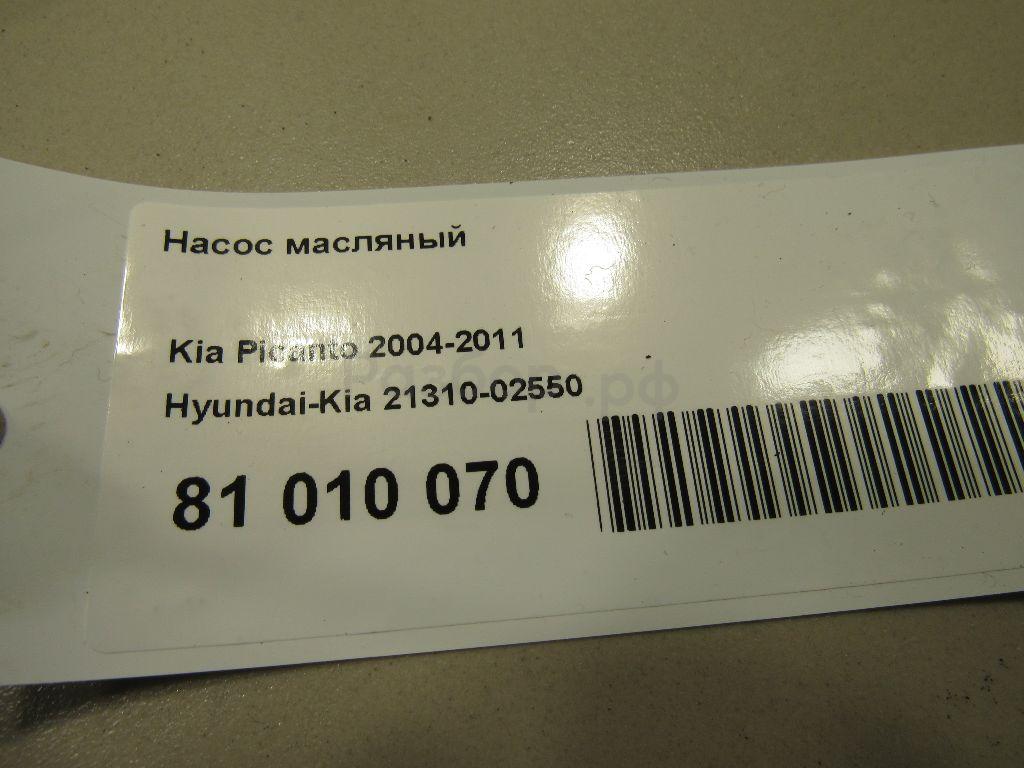 Насос масляный
Kia Picanto 2004-2011
Hyundai-Kia 21310-02550
81 010 070